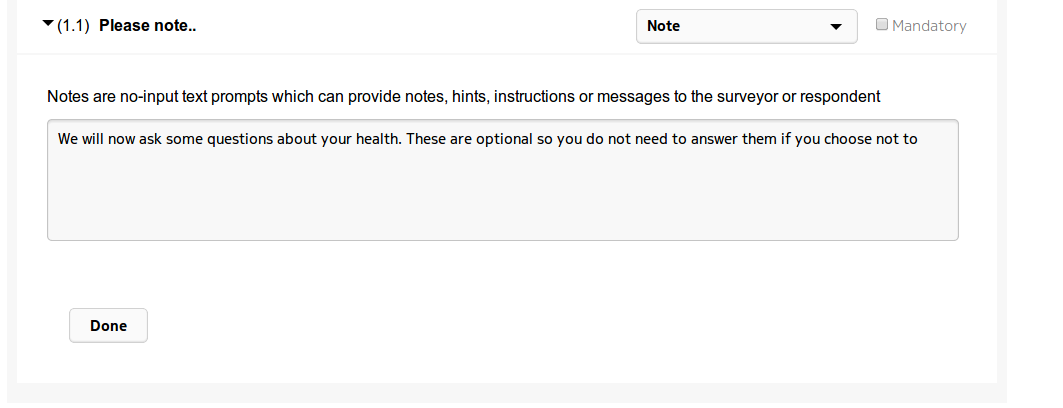 (1.1) Please note..
Note
Mandatory
Notes are no-input text prompts which can provide notes, hints, instructions or messages to the surveyor or respondent
We will now ask some questions about your health. These are optional so you do not need to answer them if you choose not to
Done